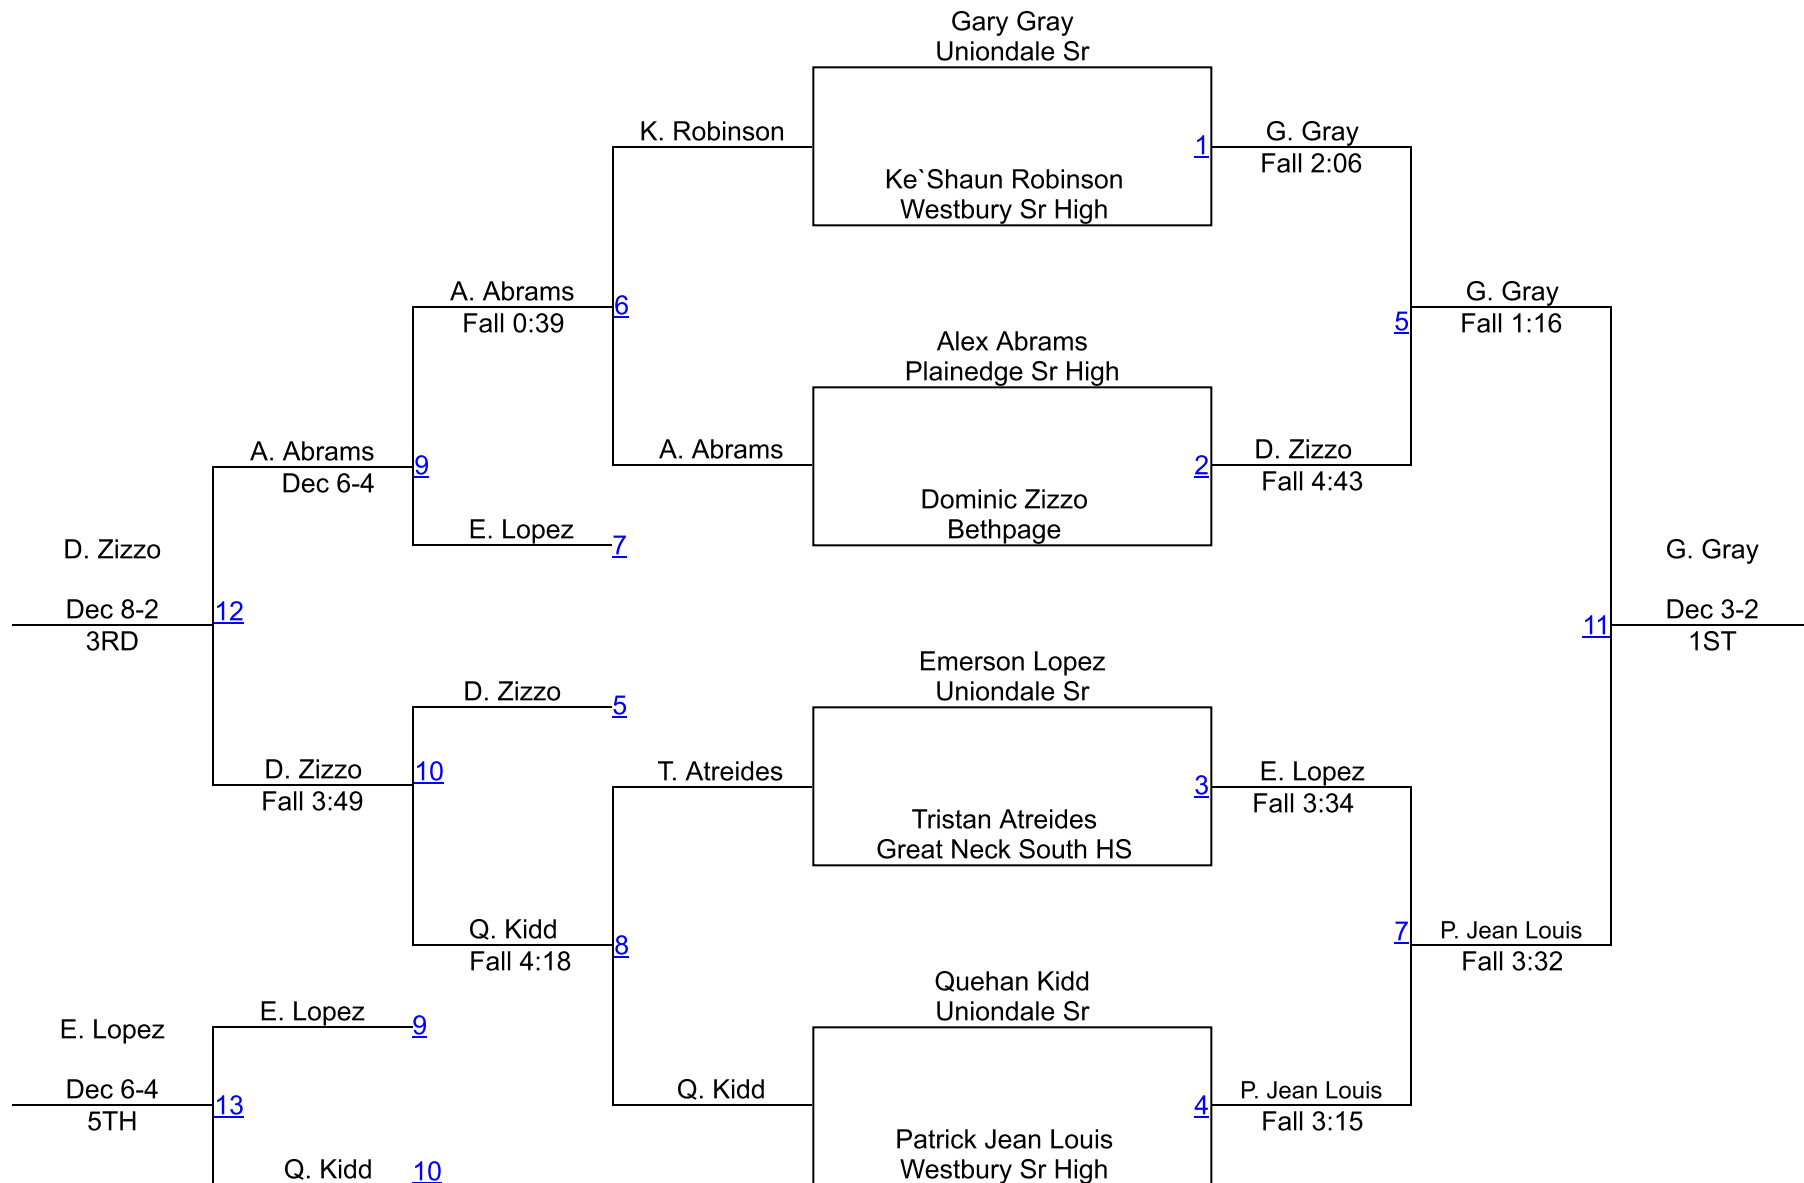 Gary Gray
Uniondale Sr
K. Robinson
1
G. Gray
Fall 2:06
Ke`Shaun Robinson
Westbury Sr High
A. Abrams
Fall 0:39
6
G. Gray
Fall 1:16
5
Alex Abrams
Plainedge Sr High
A. Abrams
Dec 6-4
9
A. Abrams
2
D. Zizzo
Fall 4:43
Dominic Zizzo
Bethpage
E. Lopez
7
D. Zizzo
Dec 8-2
3RD
12
G. Gray
Dec 3-2
1ST
11
Emerson Lopez
Uniondale Sr
D. Zizzo
5
D. Zizzo
Fall 3:49
10
T. Atreides
3
E. Lopez
Fall 3:34
Tristan Atreides
Great Neck South HS
Q. Kidd
Fall 4:18
8
7
P. Jean Louis
Fall 3:32
Quehan Kidd
Uniondale Sr
E. Lopez
9
E. Lopez
Dec 6-4
5TH
13
Q. Kidd
4
P. Jean Louis
Fall 3:15
Patrick Jean Louis
Westbury Sr High
Q. Kidd
10